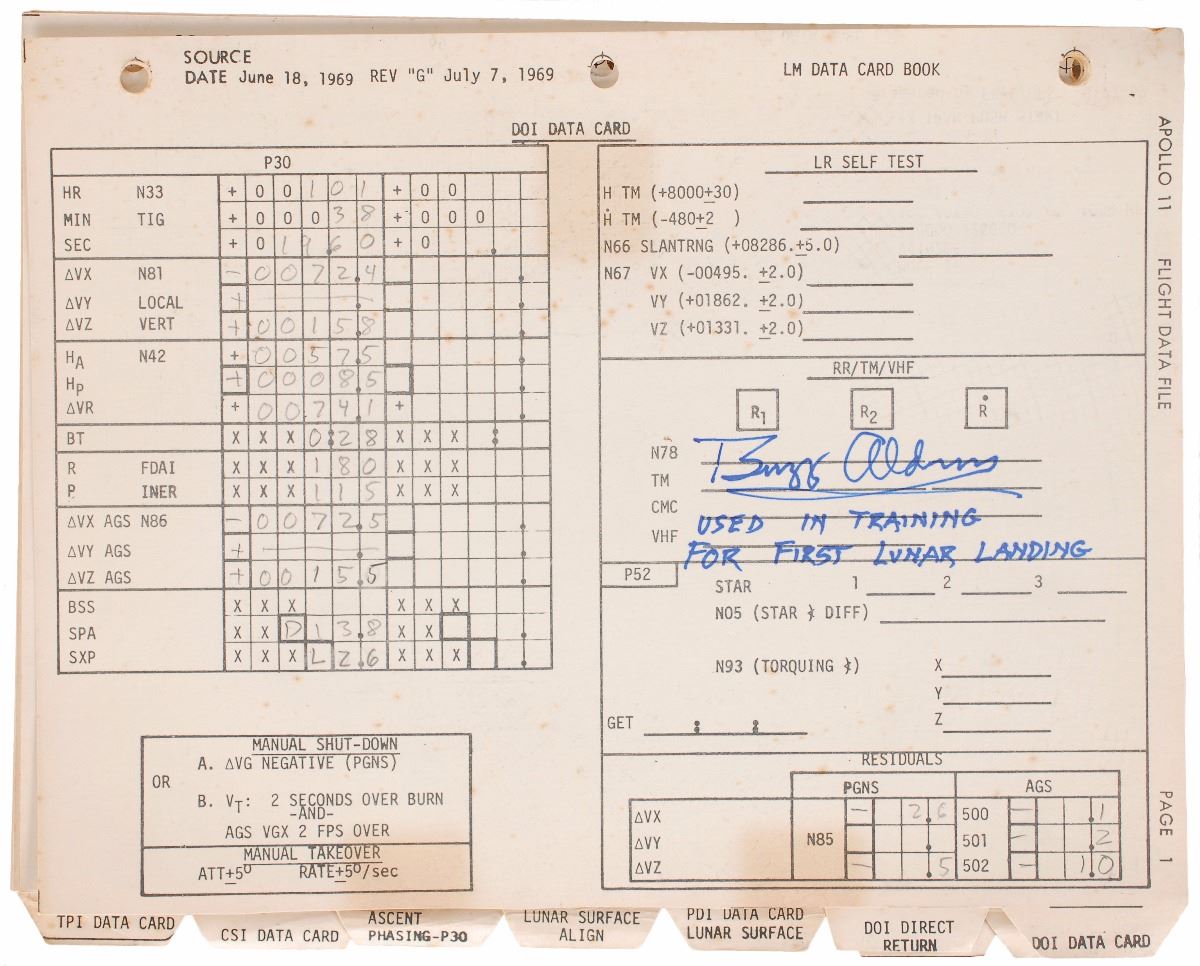 SOURCE
DATE June 18, 1969 REV "G" July 7, 1969
LM DATA CARD BOOK
DOI DATA CARD
P30
HR N33 + 0 0 1 0 1 + 0 0
MIN TIG + 0 0 0 3 8 + 0 0 0
SEC + 0 1 9.6 0 + 0 .
ΔVX N81 - 0 0 7 2.4 .
ΔVY LOCAL + — . — .
ΔVZ VERT + 0 0 1 5.8 .
HA N42 + 0 0 5 7.5 .
HP + 0 0 0 8.5 .
ΔVR + 0 0 7 4.1 + .
BT X X X 0:2 8 X X X :
R FDAI X X X 1 8 0 X X X
P INER X X X 1 1 5 X X X
ΔVX AGS N86 - 0 0 7 2.5 .
ΔVY AGS + — . — .
ΔVZ AGS + 0 0 1 5.5 .
BSS X X X X X X
SPA X X D 1 3.8 X X .
SXP X X X L 2.6 X X X .
MANUAL SHUT-DOWN
A. ΔVG NEGATIVE (PGNS)
OR
B. VT: 2 SECONDS OVER BURN
-AND-
AGS VGX 2 FPS OVER
MANUAL TAKEOVER
ATT±5⁰ RATE±5⁰/sec
LR SELF TEST
H TM (+8000±30)
Ḣ TM (-480±2 )
N66 SLANTRNG (+08286.±5.0)
N67 VX (-00495. ±2.0)
VY (+01862. ±2.0)
VZ (+01331. ±2.0)
RR/TM/VHF
R1 R2 Ṙ
N78
TM
CMC
VHF
Buzz Aldrin
USED IN TRAINING
FOR FIRST LUNAR LANDING
P52
STAR 1 2 3
N05 (STAR ∡ DIFF)
N93 (TORQUING ∡) X
Y
GET : : Z
RESIDUALS
PGNS AGS
ΔVX - 2.6 500 - .1
ΔVY N85 . 501 - .2
ΔVZ - .5 502 - 1.0
APOLLO 11 FLIGHT DATA FILE PAGE 1
TPI DATA CARD
CSI DATA CARD
ASCENT
PHASING-P30
LUNAR SURFACE
ALIGN
PDI DATA CARD
LUNAR SURFACE
DOI DIRECT
RETURN
DOI DATA CARD